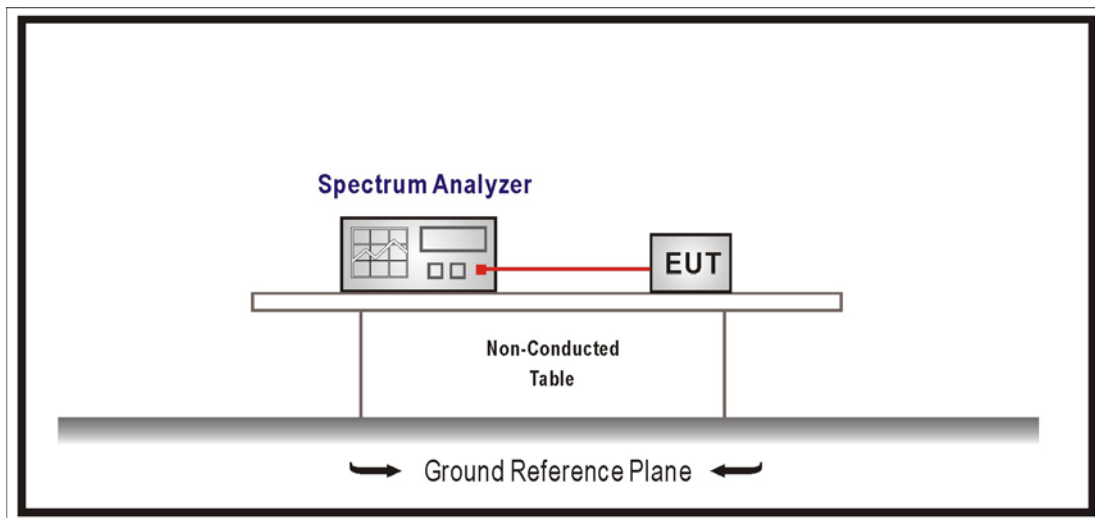 Spectrum Analyzer
EUT
Non-Conducted
Table
Ground Reference Plane